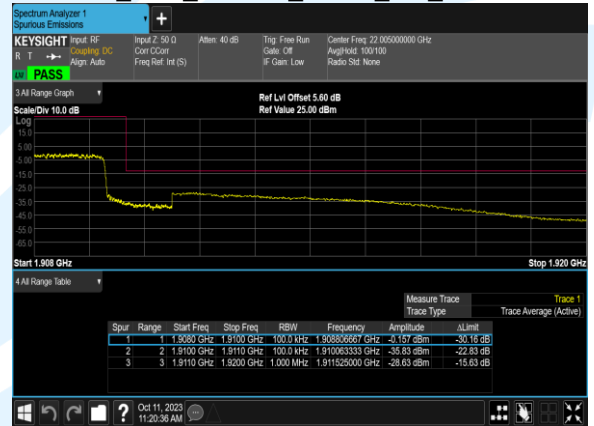 Spectrum Analyzer 1
Spurious Emissions
+
KEYSIGHT Input: RF Input Z: 50 Ω Atten: 40 dB Trig: Free Run Center Freq: 22.005000000 GHz
R T Coupling: DC Corr CCorr Gate: Off Avg|Hold: 100/100
Align: Auto Freq Ref: Int (S) IF Gain: Low Radio Std: None
PASS
3 All Range Graph
Ref Lvl Offset 5.60 dB
Scale/Div 10.0 dB Ref Value 25.00 dBm
Log
15.0
5.00
-5.00
-15.0
-25.0
-35.0
-45.0
-55.0
-65.0
Start 1.908 GHz Stop 1.920 GHz
4 All Range Table
Measure Trace Trace 1
Trace Type Trace Average (Active)
Spur Range Start Freq Stop Freq RBW Frequency Amplitude ΔLimit
1 1 1.9080 GHz 1.9100 GHz 100.0 kHz 1.908806667 GHz -0.157 dBm -30.16 dB
2 2 1.9100 GHz 1.9110 GHz 100.0 kHz 1.910063333 GHz -35.83 dBm -22.83 dB
3 3 1.9110 GHz 1.9200 GHz 1.000 MHz 1.911525000 GHz -28.63 dBm -15.63 dB
? Oct 11, 2023
11:20:36 AM